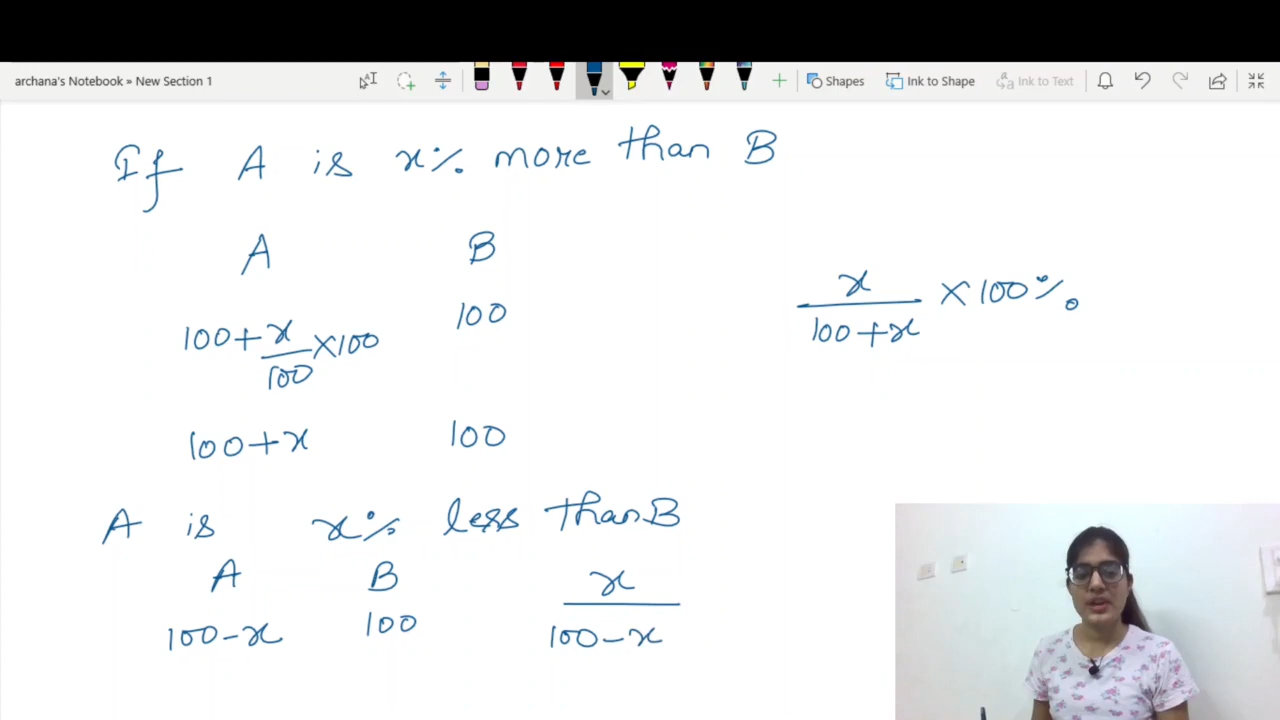 archana's Notebook » New Section 1
Shapes
Ink to Shape
Ink to Text
If A is x% more than B
A B
100+x/100×100 100
x/100+x ×100%
100+x 100
A is x% less than B
A B
100-x 100 x/100-x